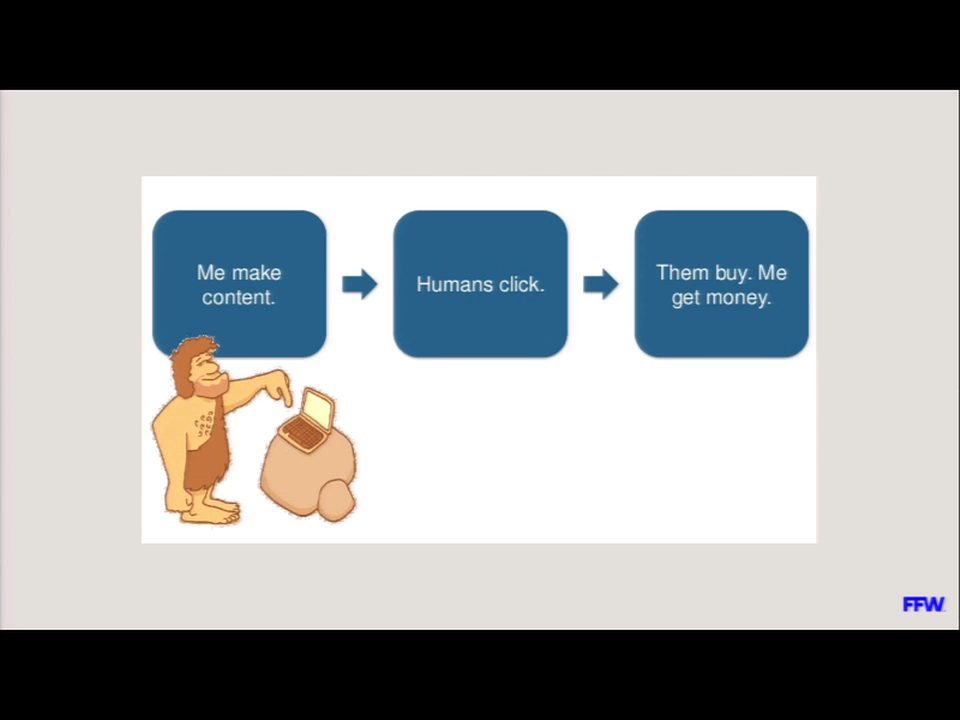 Me make
content.
Humans click.
Them buy. Me
get money.
FFW